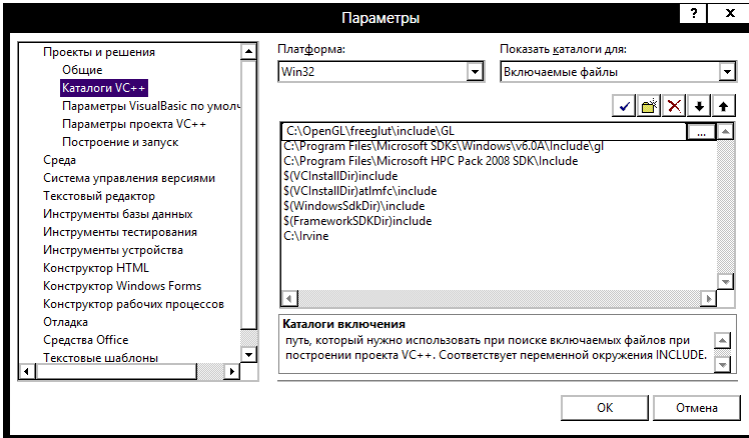 Параметры
? x
Проекты и решения
Общие
Каталоги VC++
Параметры VisualBasic по умолч
Параметры проекта VC++
Построение и запуск
Среда
Система управления версиями
Текстовый редактор
Инструменты базы данных
Инструменты тестирования
Инструменты устройства
Конструктор HTML
Конструктор Windows Forms
Конструктор рабочих процессов
Отладка
Средства Office
Текстовые шаблоны
Платформа:
Win32
Показать каталоги для:
Включаемые файлы
C:\OpenGL\freeglut\include\GL
...
C:\Program Files\Microsoft SDKs\Windows\v6.0A\Include\gl
C:\Program Files\Microsoft HPC Pack 2008 SDK\Include
$(VCInstallDir)include
$(VCInstallDir)atlmfc\include
$(WindowsSdkDir)\include
$(FrameworkSDKDir)include
C:\Irvine
Каталоги включения
путь, который нужно использовать при поиске включаемых файлов при
построении проекта VC++. Соответствует переменной окружения INCLUDE.
OK
Отмена